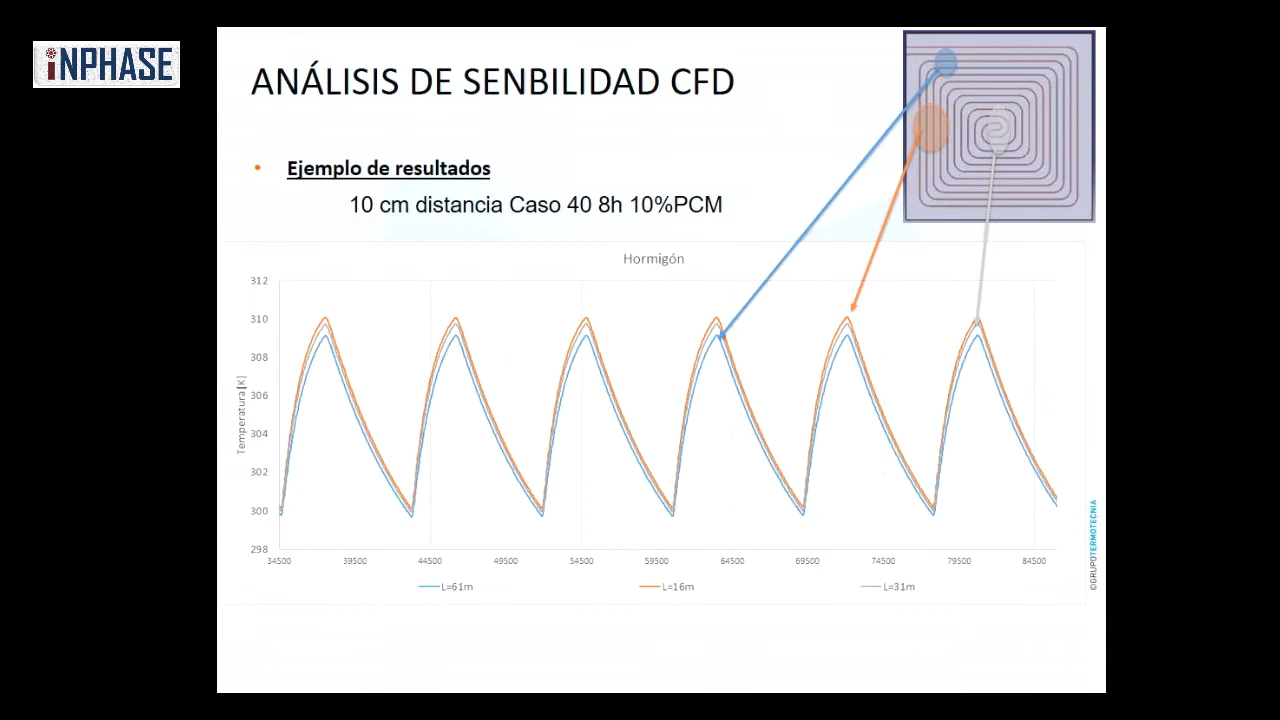 iNPHASE
ANÁLISIS DE SENBILIDAD CFD
• Ejemplo de resultados
10 cm distancia Caso 40 8h 10%PCM
Hormigón
312
310
308
306
304
302
300
298
Temperatura[K]
34500 39500 44500 49500 54500 59500 64500 69500 74500 79500 84500
L=61m L=16m L=31m
©GRUPOTERMOTECNIA